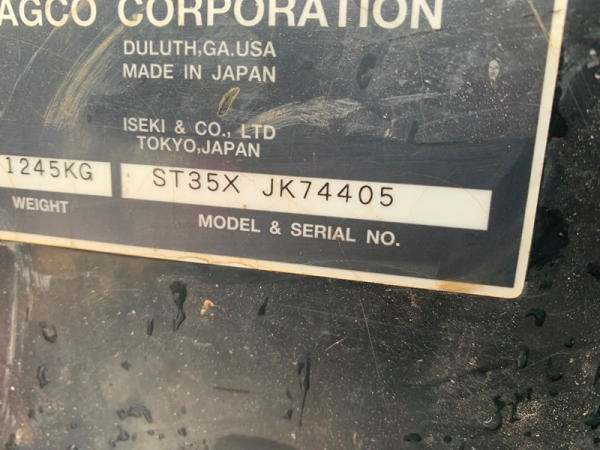 AGCO CORPORATION
DULUTH,GA.USA
MADE IN JAPAN
ISEKI & CO., LTD
TOKYO,JAPAN
1245KG
ST35X JK74405
WEIGHT
MODEL & SERIAL NO.